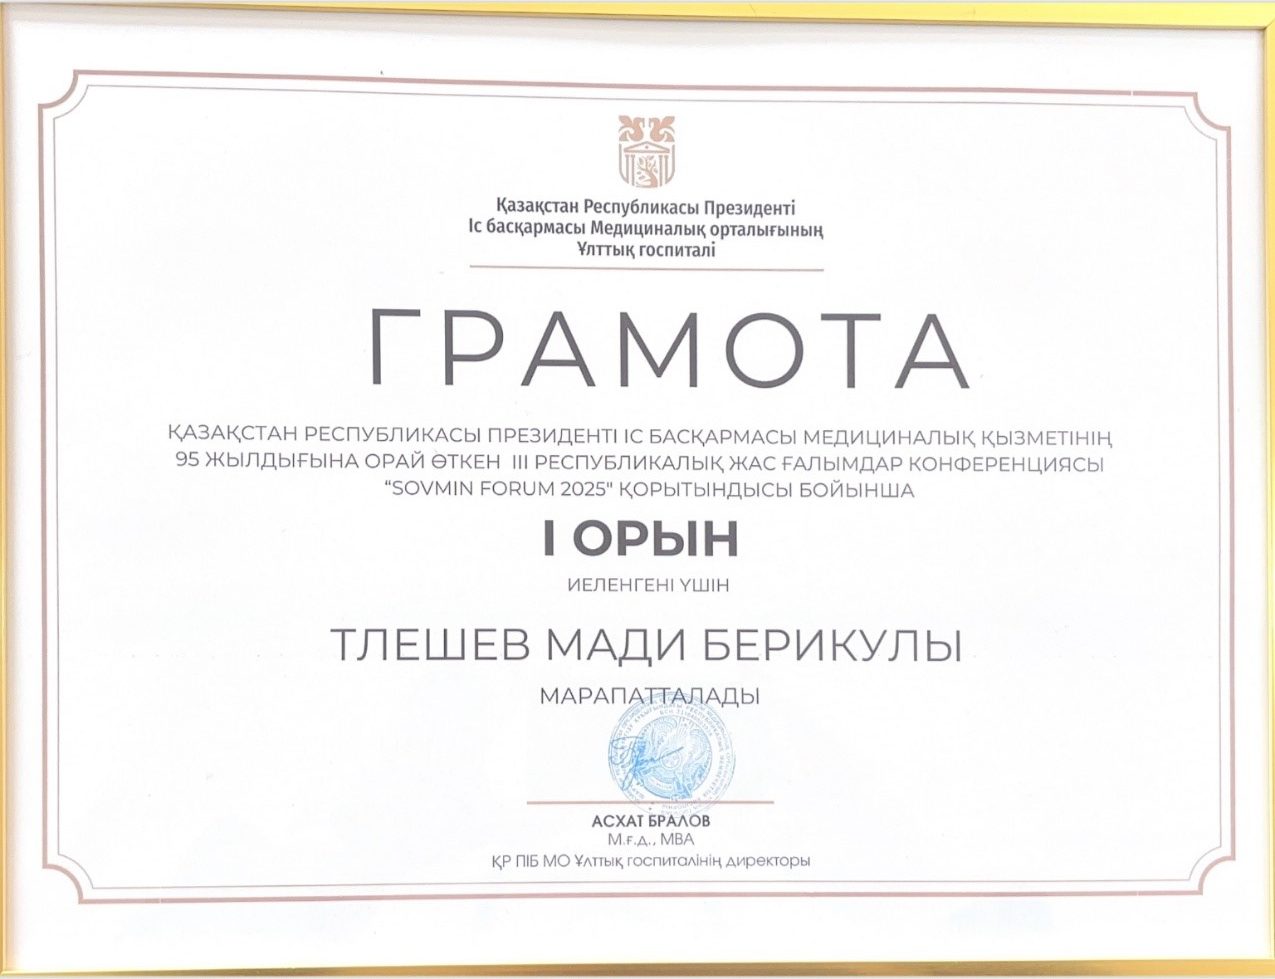 Қазақстан Республикасы Президенті
Іс басқармасы Медициналық орталығының
Ұлттық госпиталі
ГРАМОТА
ҚАЗАҚСТАН РЕСПУБЛИКАСЫ ПРЕЗИДЕНТІ ІС БАСҚАРМАСЫ МЕДИЦИНАЛЫҚ ҚЫЗМЕТІНІҢ
95 ЖЫЛДЫҒЫНА ОРАЙ ӨТКЕН III РЕСПУБЛИКАЛЫҚ ЖАС ҒАЛЫМДАР КОНФЕРЕНЦИЯСЫ
“SOVMIN FORUM 2025" ҚОРЫТЫНДЫСЫ БОЙЫНША
I ОРЫН
ИЕЛЕНГЕНІ ҮШІН
ТЛЕШЕВ МАДИ БЕРИКУЛЫ
МАРАПАТТАЛАДЫ
АСХАТ БРАЛОВ
М.ғ.д., МВА
ҚР ПІБ МО Ұлттық госпиталінің директоры